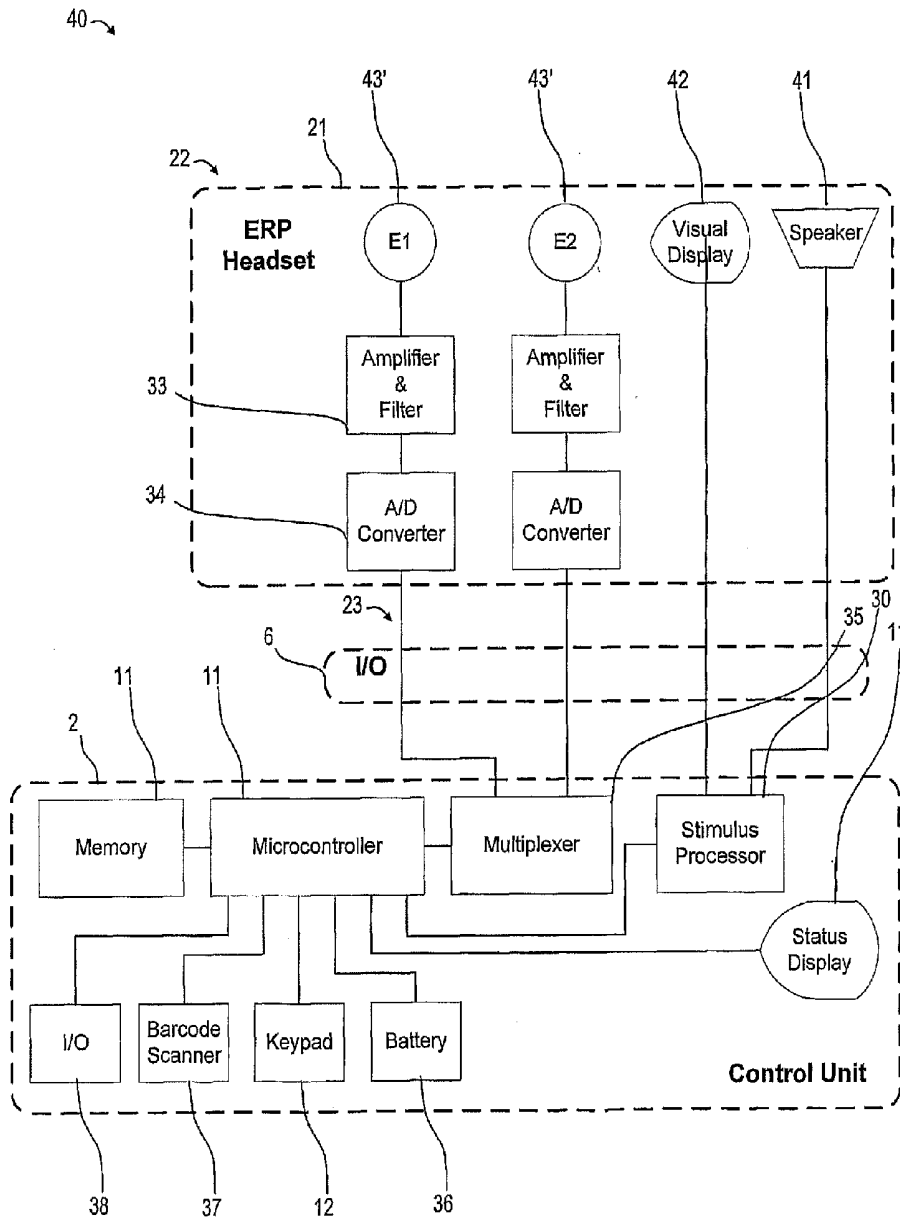 40
43'
43'
42
41
21
22
ERP
Headset
E1
E2
Visual
Display
Speaker
Amplifier
&
Filter
Amplifier
&
Filter
33
34
A/D
Converter
A/D
Converter
23
6
I/O
35
30
11
11
2
Memory
Microcontroller
Multiplexer
Stimulus
Processor
Status
Display
I/O
Barcode
Scanner
Keypad
Battery
Control Unit
38
37
12
36